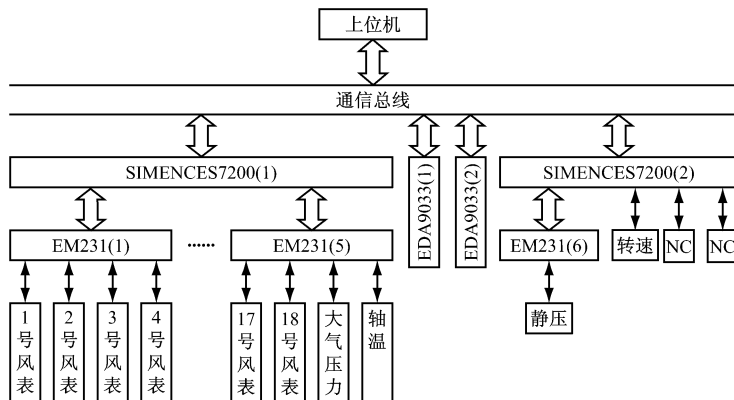 上位机
通信总线
SIMENCES7200(1)
EDA9033(1)
EDA9033(2)
SIMENCES7200(2)
EM231(1)
……
EM231(5)
EM231(6)
转速
NC
NC
1号风表
2号风表
3号风表
4号风表
17号风表
18号风表
大气压力
轴温
静压